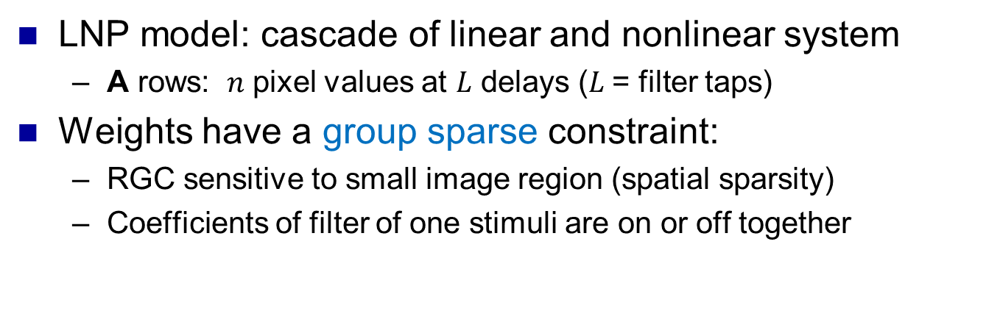 ■ LNP model: cascade of linear and nonlinear system
– A rows: n pixel values at L delays (L = filter taps)
■ Weights have a group sparse constraint:
– RGC sensitive to small image region (spatial sparsity)
– Coefficients of filter of one stimuli are on or off together